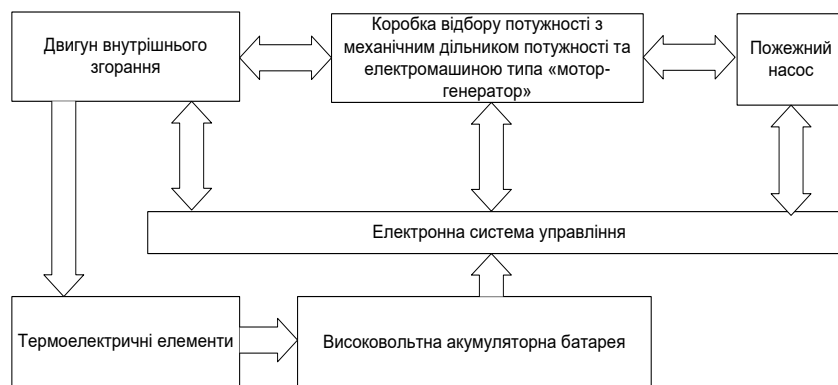 Двигун внутрішнього
згорання
Коробка відбору потужності з
механічним дільником потужності та
електромашиною типа «мотор-
генератор»
Пожежний
насос
Електронна система управління
Термоелектричні елементи
Високовольтна акумуляторна батарея